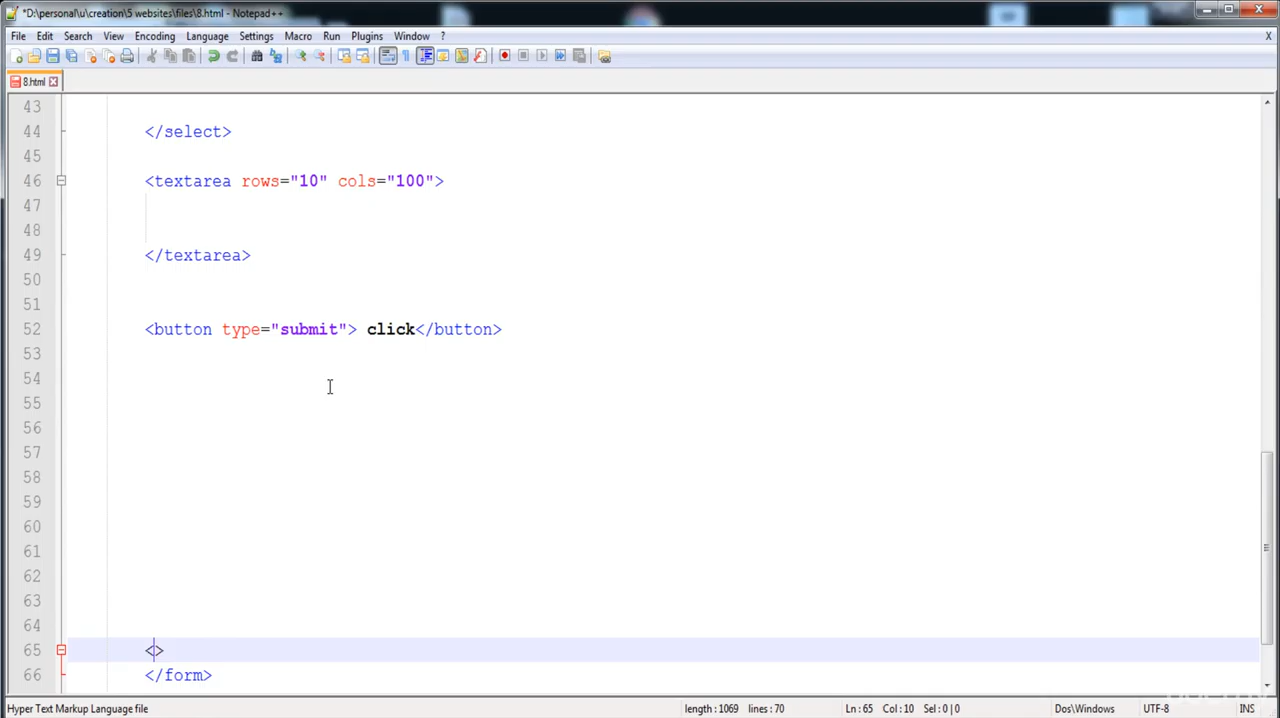 *D:\personal\u\creation\5 websites\files\8.html - Notepad++
File Edit Search View Encoding Language Settings Macro Run Plugins Window ? X
8.html
43
44 </select>
45
46 <textarea rows="10" cols="100">
47
48
49 </textarea>
50
51
52 <button type="submit"> click</button>
53
54
55
56
57
58
59
60
61
62
63
64
65 <>
66 </form>
Hyper Text Markup Language file length : 1069 lines : 70 Ln : 65 Col : 10 Sel : 0 | 0 Dos\Windows UTF-8 INS